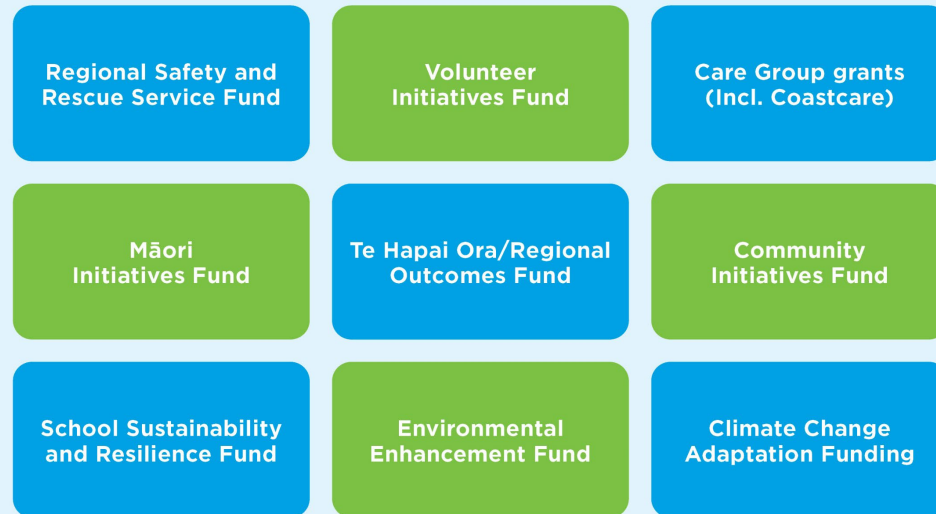 Regional Safety and
Rescue Service Fund
Volunteer
Initiatives Fund
Care Group grants
(Incl. Coastcare)
Māori
Initiatives Fund
Te Hapai Ora/Regional
Outcomes Fund
Community
Initiatives Fund
School Sustainability
and Resilience Fund
Environmental
Enhancement Fund
Climate Change
Adaptation Funding